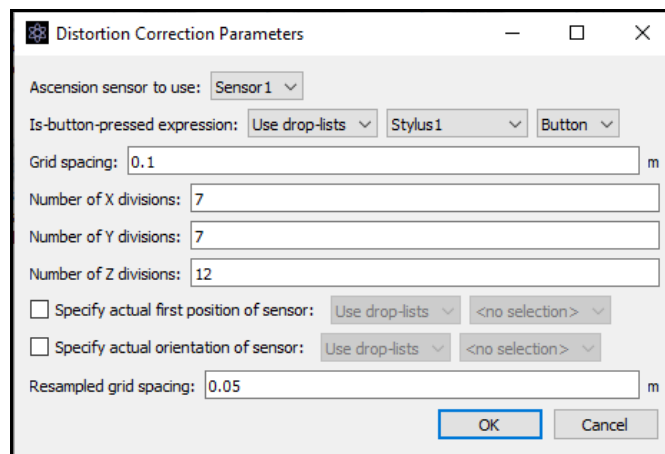 Distortion Correction Parameters
Ascension sensor to use: Sensor1
Is-button-pressed expression: Use drop-lists Stylus1 Button
Grid spacing: 0.1 m
Number of X divisions: 7
Number of Y divisions: 7
Number of Z divisions: 12
Specify actual first position of sensor: Use drop-lists <no selection>
Specify actual orientation of sensor: Use drop-lists <no selection>
Resampled grid spacing: 0.05 m
OK Cancel